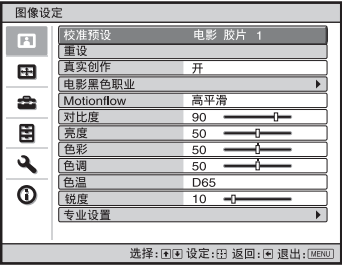 图像设定
校准预设 电影 胶片 1
重设
真实创作 开
电影黑色职业
Motionflow 高平滑
对比度 90
亮度 50
色彩 50
色调 50
色温 D65
锐度 10
专业设置
选择: 设定: 返回: 退出: MENU